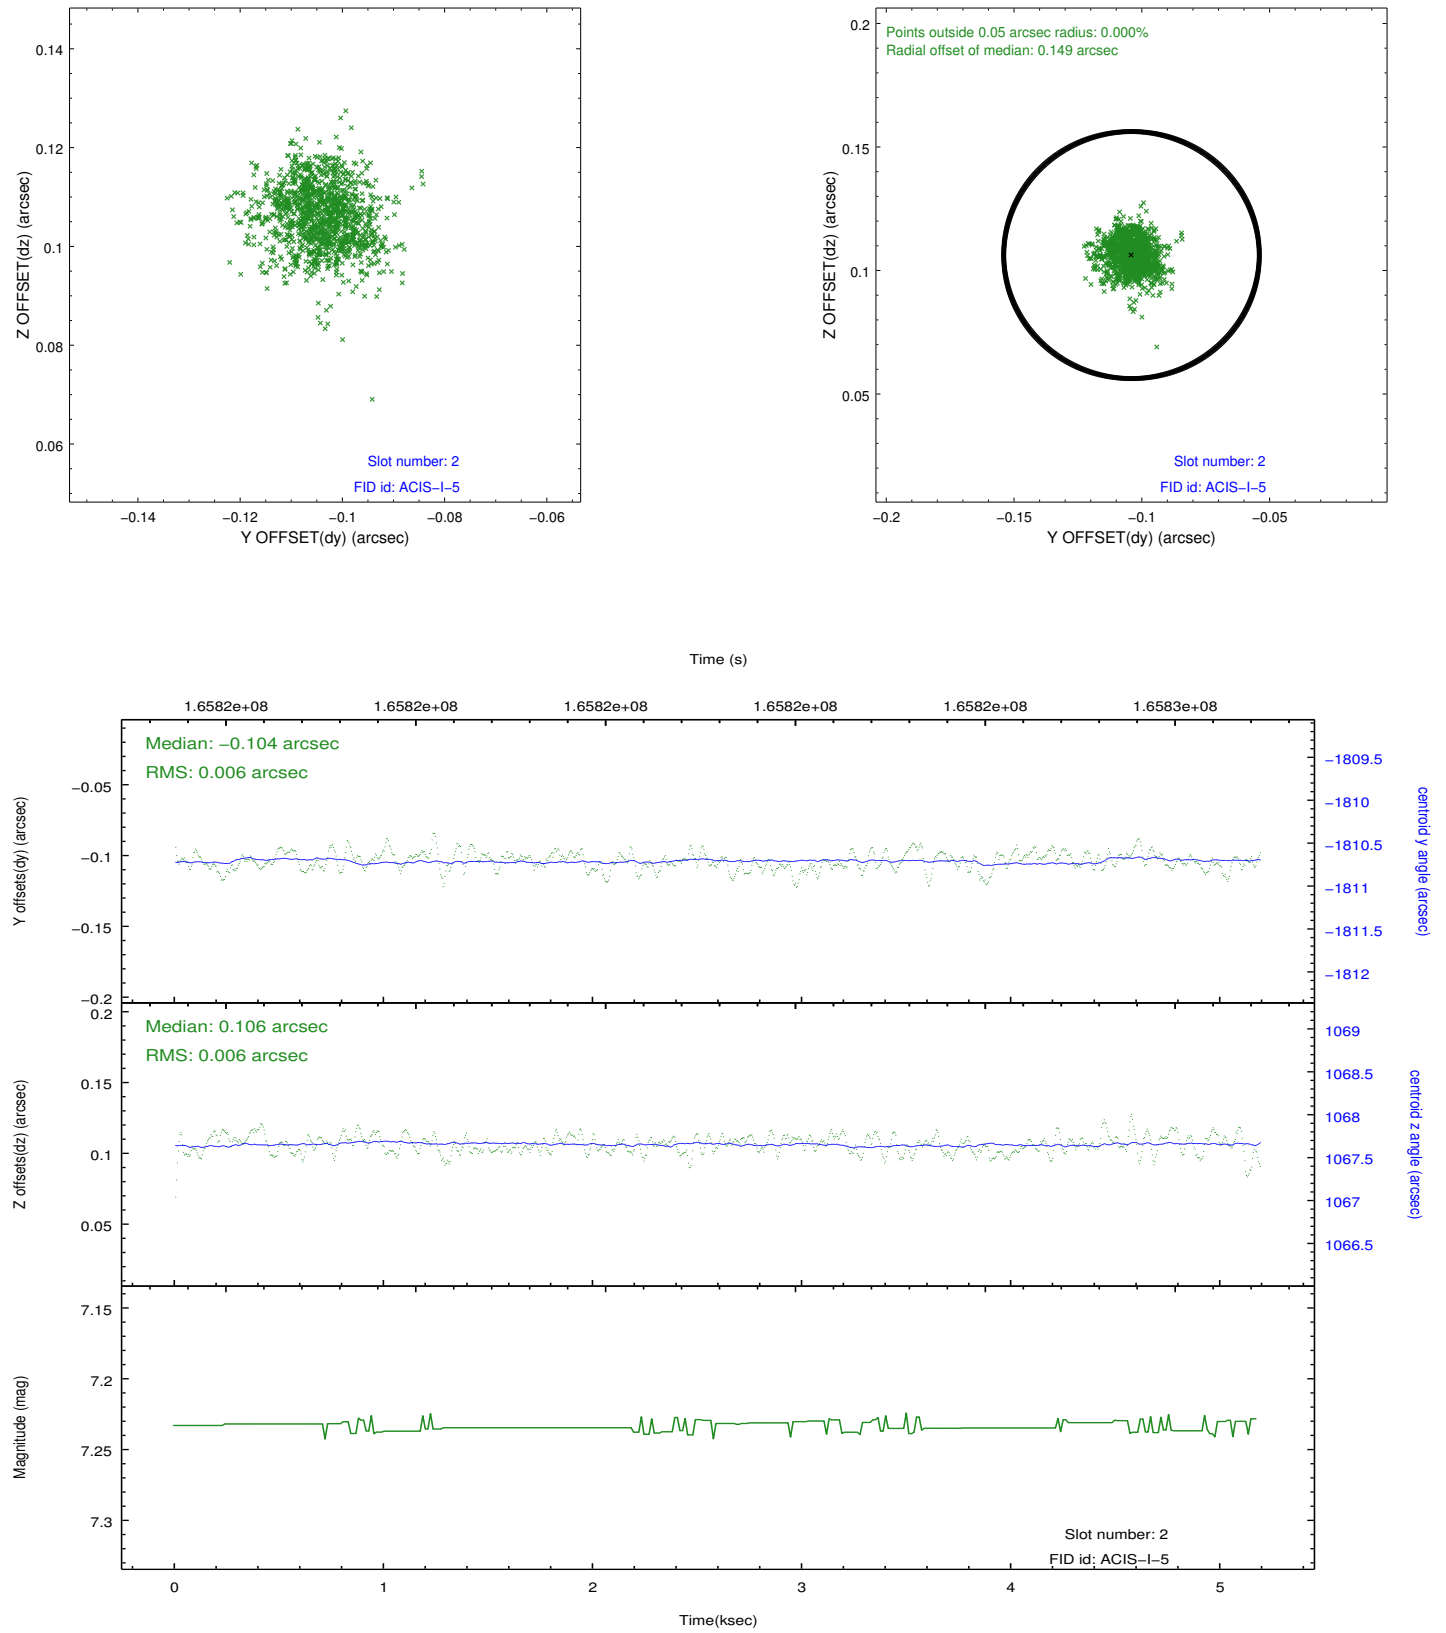 0.14
0.12
0.1
0.08
0.06
Z OFFSET(dz) (arcsec)
Slot number: 2
FID id: ACIS−I−5
−0.14
−0.12
−0.1
−0.08
−0.06
Y OFFSET(dy) (arcsec)
Points outside 0.05 arcsec radius: 0.000%
Radial offset of median: 0.149 arcsec
0.2
0.15
0.1
0.05
Z OFFSET(dz) (arcsec)
Slot number: 2
FID id: ACIS−I−5
−0.2
−0.15
−0.1
−0.05
Y OFFSET(dy) (arcsec)
Time (s)
1.6582e+08
1.6582e+08
1.6582e+08
1.6582e+08
1.6582e+08
1.6583e+08
Median: −0.104 arcsec
RMS: 0.006 arcsec
−0.05
−0.1
−0.15
−0.2
Y offsets(dy) (arcsec)
−1809.5
−1810
−1810.5
−1811
−1811.5
−1812
centroid y angle (arcsec)
Median: 0.106 arcsec
RMS: 0.006 arcsec
0.2
0.15
0.1
0.05
Z offsets(dz) (arcsec)
1069
1068.5
1068
1067.5
1067
1066.5
centroid z angle (arcsec)
7.15
7.2
7.25
7.3
Magnitude (mag)
Slot number: 2
FID id: ACIS−I−5
0
1
2
3
4
5
Time(ksec)